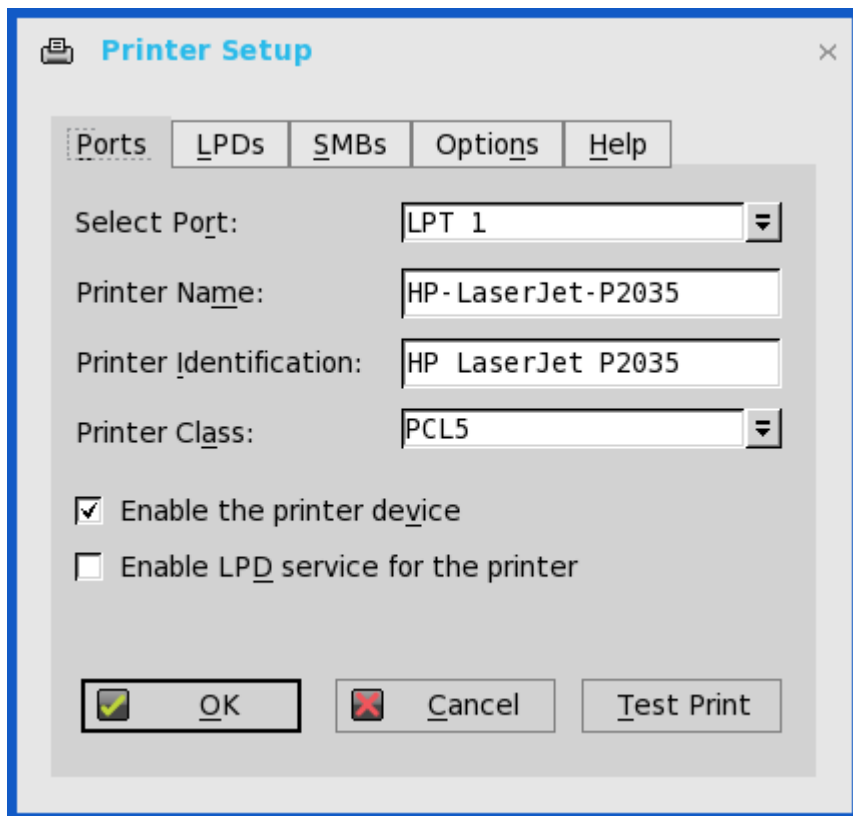 Printer Setup
Ports LPDs SMBs Options Help
Select Port: LPT 1
Printer Name: HP-LaserJet-P2035
Printer Identification: HP LaserJet P2035
Printer Class: PCL5
Enable the printer device
Enable LPD service for the printer
OK Cancel Test Print